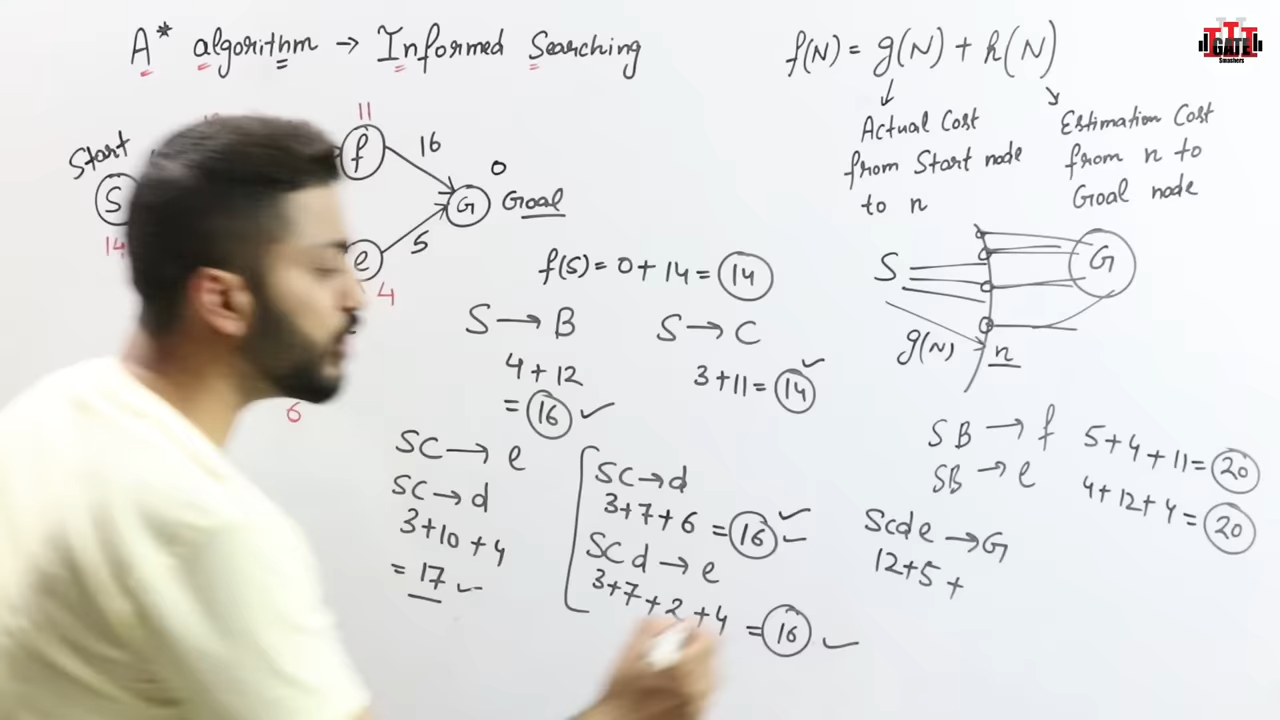 A* algorithm → Informed Searching
f(N) = g(N) + h(N)
Actual Cost
from Start node
to n
Estimation Cost
from n to
Goal node
Start
S
14
11
f
16
0
G Goal
5
e
4
6
f(S) = 0 + 14 = 14
S → B
4 + 12
= 16 ✓
S → C
3 + 11 = 14 ✓
S
G
g(N)
n
SC → e
SC → d
3 + 10 + 4
= 17 ✓
SC → d
3 + 7 + 6 = 16 ✓ ✓
SCd → e
3 + 7 + 2 + 4 = 16 ✓
SB → f 5 + 4 + 11 = 20
SB → e 4 + 12 + 4 = 20
Scde → G
12 + 5 +
GATE
Smashers